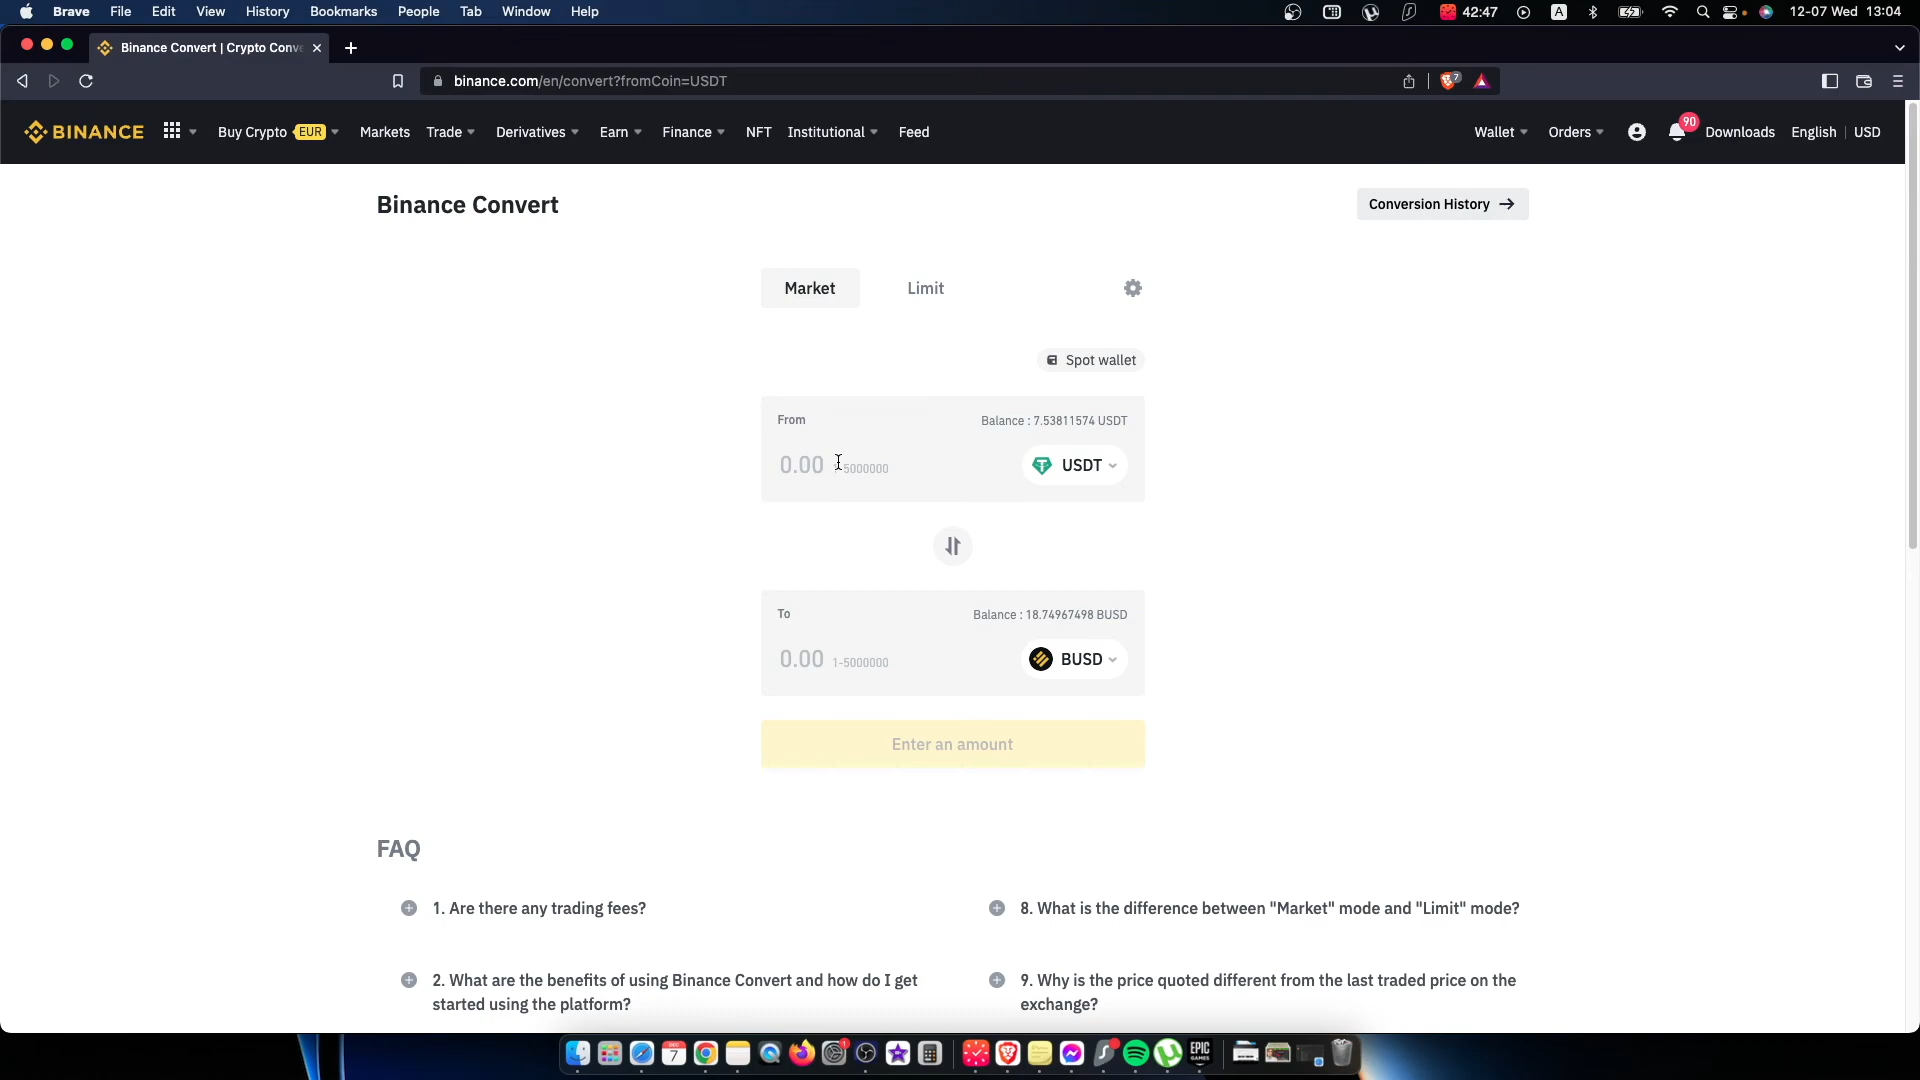 Brave File Edit View History Bookmarks People Tab Window Help 42:47 A 12-07 Wed 13:04
Binance Convert | Crypto Conv
binance.com/en/convert?fromCoin=USDT 7
BINANCE Buy Crypto EUR Markets Trade Derivatives Earn Finance NFT Institutional Feed Wallet Orders 90 Downloads English USD
Binance Convert
Conversion History
Market Limit
Spot wallet
From Balance : 7.53811574 USDT
0.00 5000000 USDT
To Balance : 18.74967498 BUSD
0.00 1-5000000 BUSD
Enter an amount
FAQ
1. Are there any trading fees?
8. What is the difference between "Market" mode and "Limit" mode?
2. What are the benefits of using Binance Convert and how do I get
started using the platform?
9. Why is the price quoted different from the last traded price on the
exchange?
DEC
7
1
EPIC
GAMES